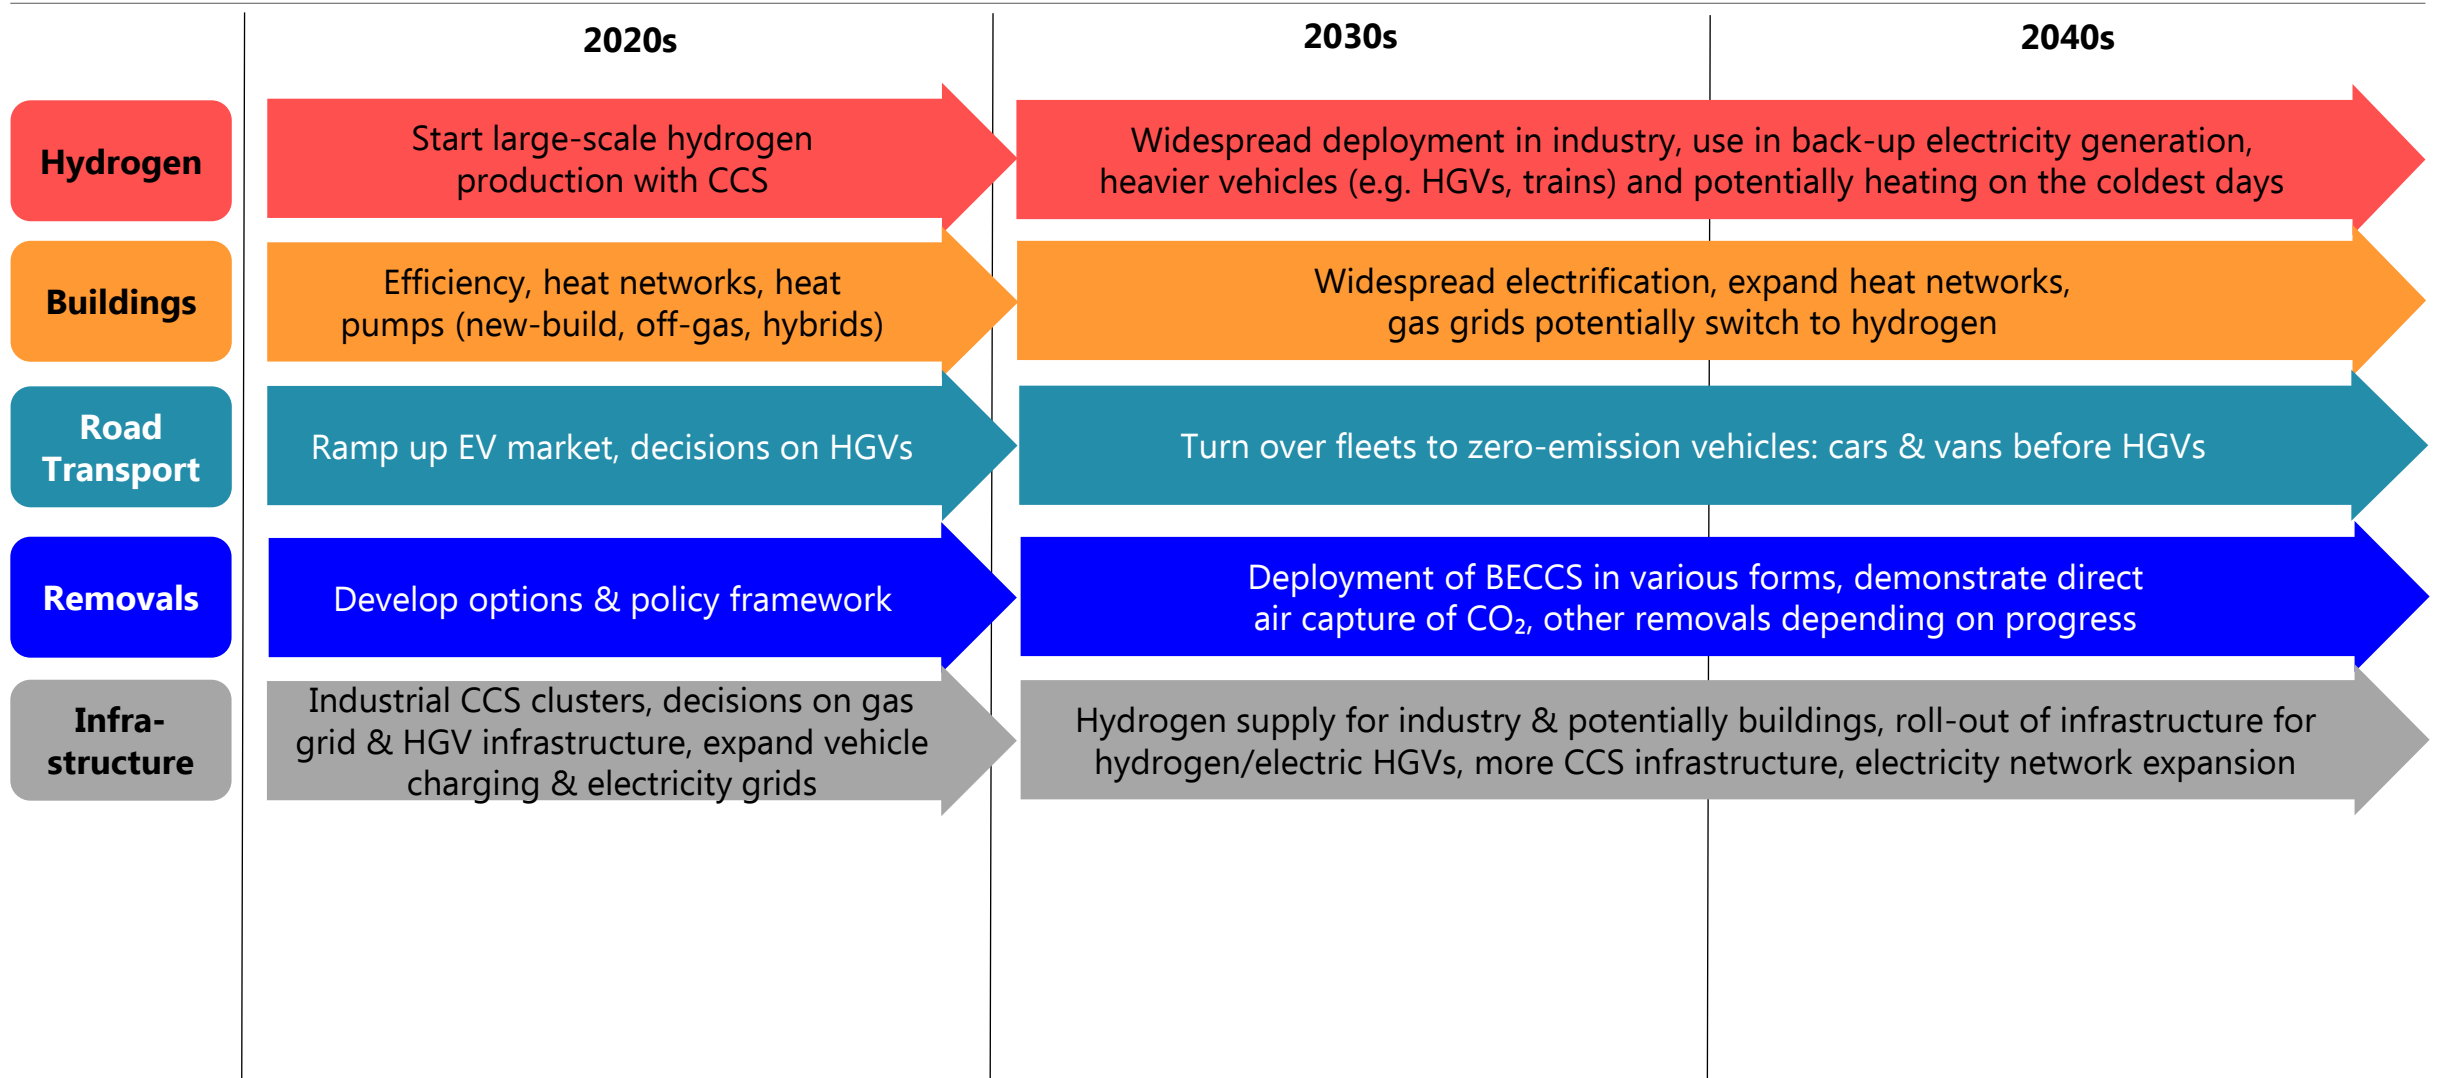 2020s
2030s
2040s
Hydrogen
Start large-scale hydrogen
production with CCS
Widespread deployment in industry, use in back-up electricity generation,
heavier vehicles (e.g. HGVs, trains) and potentially heating on the coldest days
Buildings
Efficiency, heat networks, heat
pumps (new-build, off-gas, hybrids)
Widespread electrification, expand heat networks,
gas grids potentially switch to hydrogen
Road
Transport
Ramp up EV market, decisions on HGVs
Turn over fleets to zero-emission vehicles: cars & vans before HGVs
Removals
Develop options & policy framework
Deployment of BECCS in various forms, demonstrate direct
air capture of CO₂, other removals depending on progress
Infra-
structure
Industrial CCS clusters, decisions on gas
grid & HGV infrastructure, expand vehicle
charging & electricity grids
Hydrogen supply for industry & potentially buildings, roll-out of infrastructure for
hydrogen/electric HGVs, more CCS infrastructure, electricity network expansion